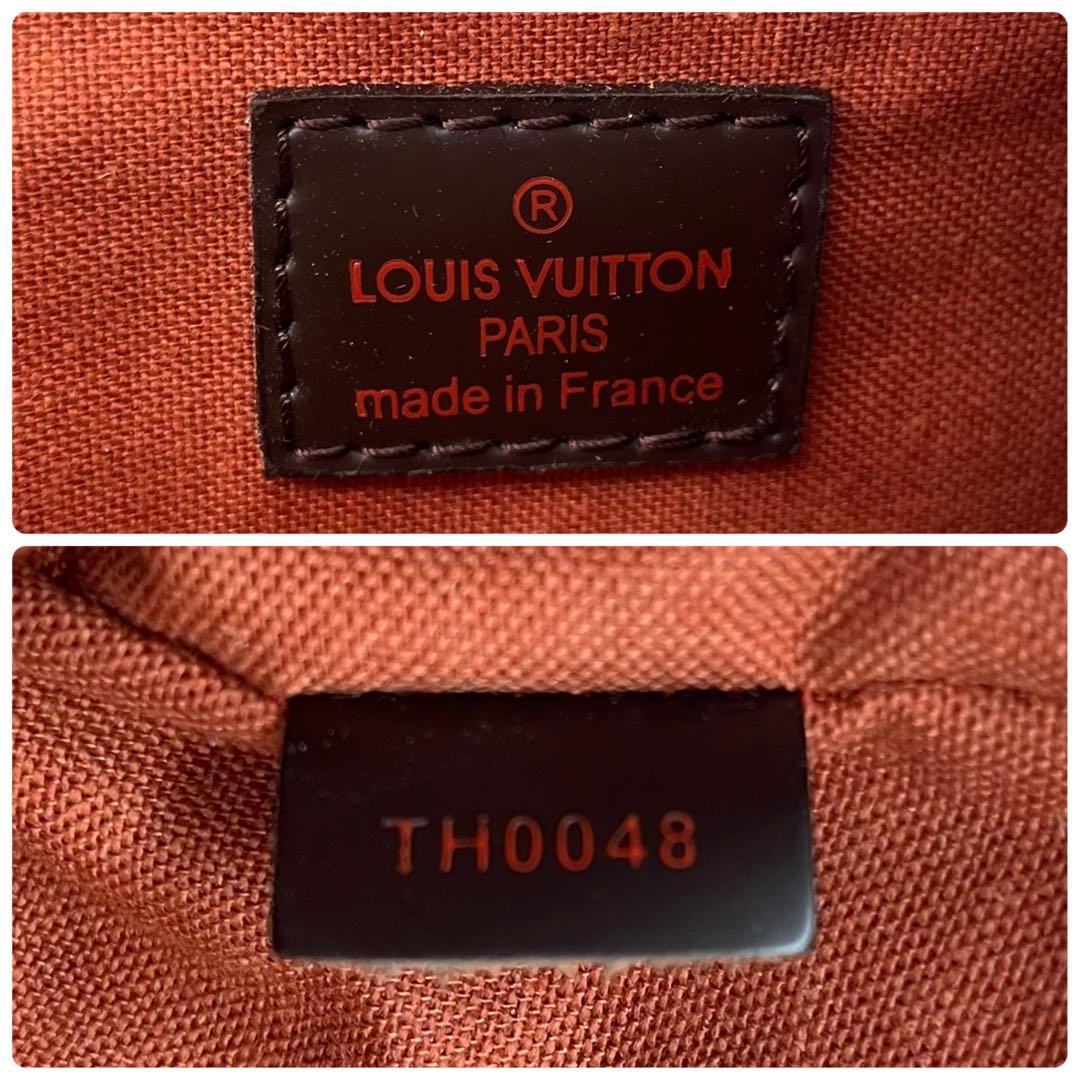 ®
LOUIS VUITTON
PARIS
made in France
TH0048